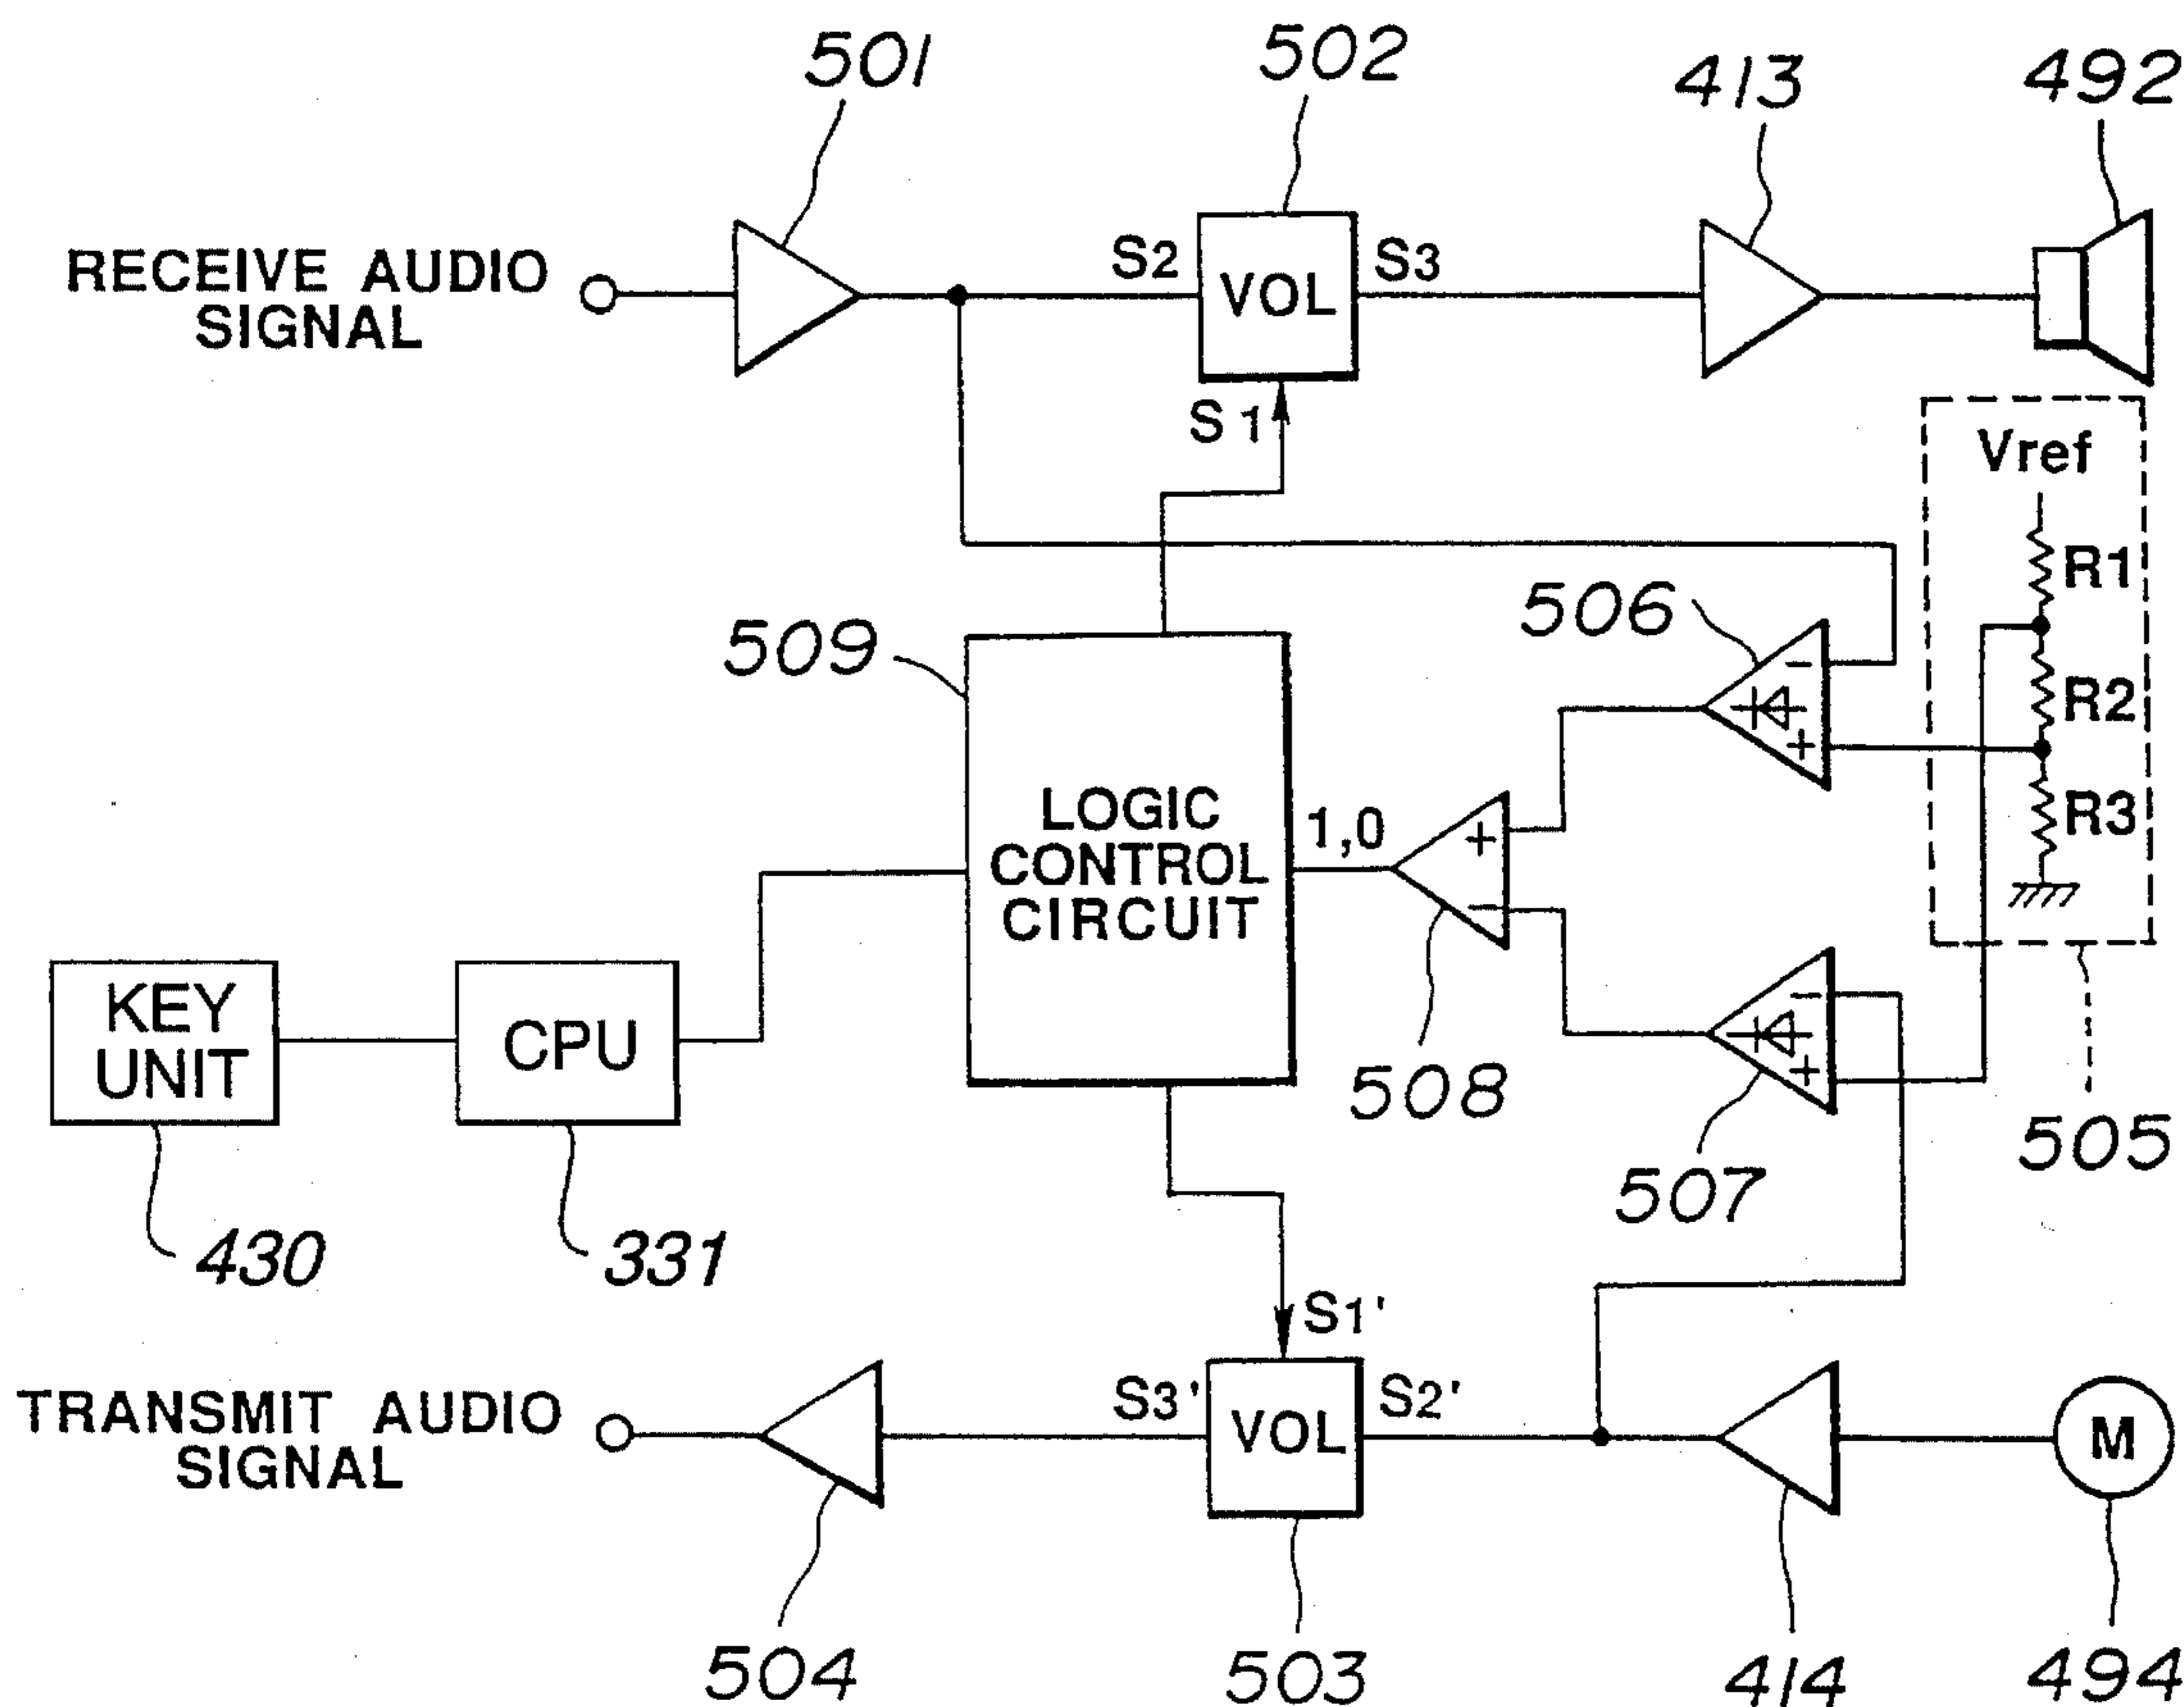 501
502
413
492
RECEIVE AUDIO
SIGNAL
S2
VOL
S3
S1
Vref
R1
R2
R3
506
509
LOGIC
CONTROL
CIRCUIT
1,0
+
−
−
+
−
+
508
507
505
KEY
UNIT
CPU
430
331
S1'
TRANSMIT AUDIO
SIGNAL
S3'
VOL
S2'
M
504
503
414
494